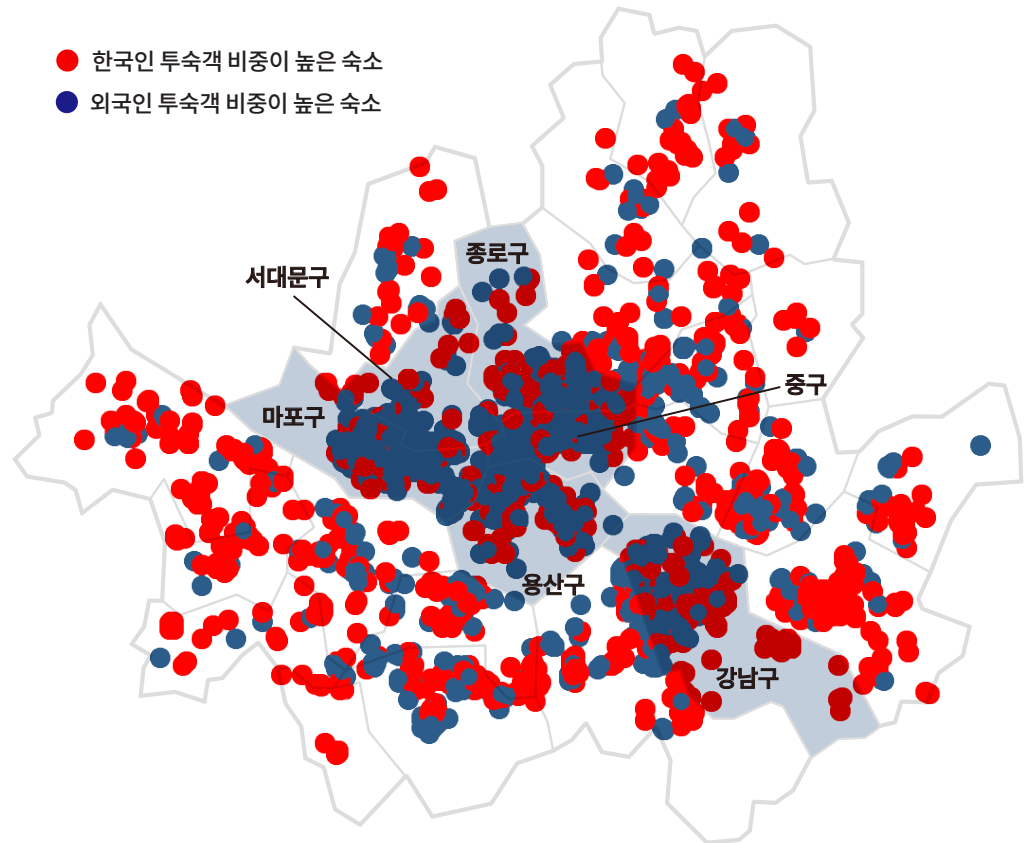 한국인 투숙객 비중이 높은 숙소
외국인 투숙객 비중이 높은 숙소
종로구
서대문구
중구
마포구
용산구
강남구